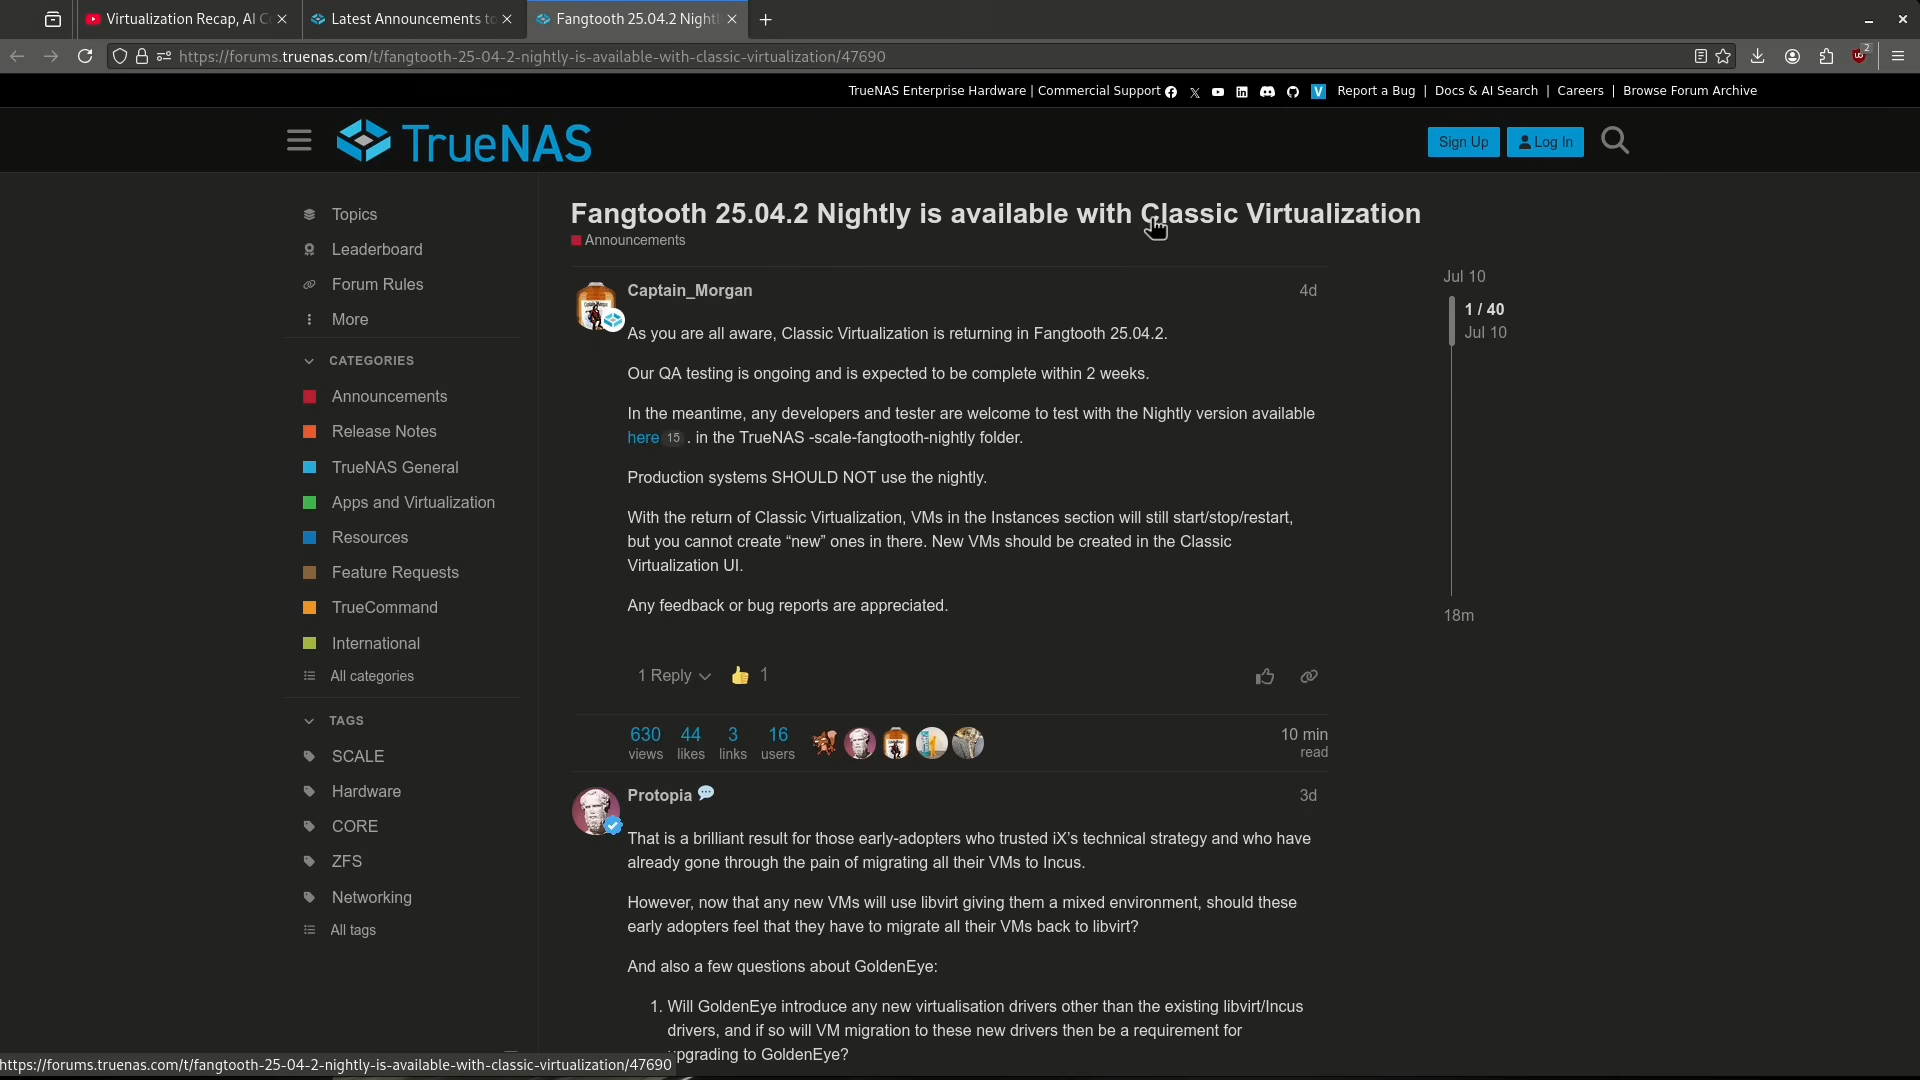 Virtualization Recap, AI C
Latest Announcements to
Fangtooth 25.04.2 Nightl
https://forums.truenas.com/t/fangtooth-25-04-2-nightly-is-available-with-classic-virtualization/47690
2
TrueNAS Enterprise Hardware | Commercial Support
Report a Bug | Docs & AI Search | Careers | Browse Forum Archive
TrueNAS
Sign Up
Log In
Topics
Leaderboard
Forum Rules
More
CATEGORIES
Announcements
Release Notes
TrueNAS General
Apps and Virtualization
Resources
Feature Requests
TrueCommand
International
All categories
TAGS
SCALE
Hardware
CORE
ZFS
Networking
All tags
Fangtooth 25.04.2 Nightly is available with Classic Virtualization
Announcements
Captain_Morgan 4d
As you are all aware, Classic Virtualization is returning in Fangtooth 25.04.2.
Our QA testing is ongoing and is expected to be complete within 2 weeks.
In the meantime, any developers and tester are welcome to test with the Nightly version available
here 15 . in the TrueNAS -scale-fangtooth-nightly folder.
Production systems SHOULD NOT use the nightly.
With the return of Classic Virtualization, VMs in the Instances section will still start/stop/restart,
but you cannot create “new” ones in there. New VMs should be created in the Classic
Virtualization UI.
Any feedback or bug reports are appreciated.
1 Reply 1
630 44 3 16 10 min
views likes links users read
Protopia 3d
That is a brilliant result for those early-adopters who trusted iX’s technical strategy and who have
already gone through the pain of migrating all their VMs to Incus.
However, now that any new VMs will use libvirt giving them a mixed environment, should these
early adopters feel that they have to migrate all their VMs back to libvirt?
And also a few questions about GoldenEye:
1. Will GoldenEye introduce any new virtualisation drivers other than the existing libvirt/Incus
drivers, and if so will VM migration to these new drivers then be a requirement for
upgrading to GoldenEye?
Jul 10
1 / 40
Jul 10
18m
https://forums.truenas.com/t/fangtooth-25-04-2-nightly-is-available-with-classic-virtualization/47690